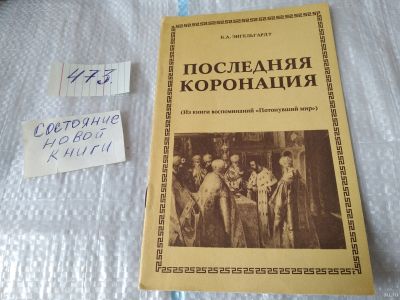 473.
СОСТОЯНИЕ
НОВОЙ
КНИГИ
Б.А. ЭНГЕЛЬГАРДТ
ПОСЛЕДНЯЯ
КОРОНАЦИЯ
(Из книги воспоминаний «Потонувший мир»)